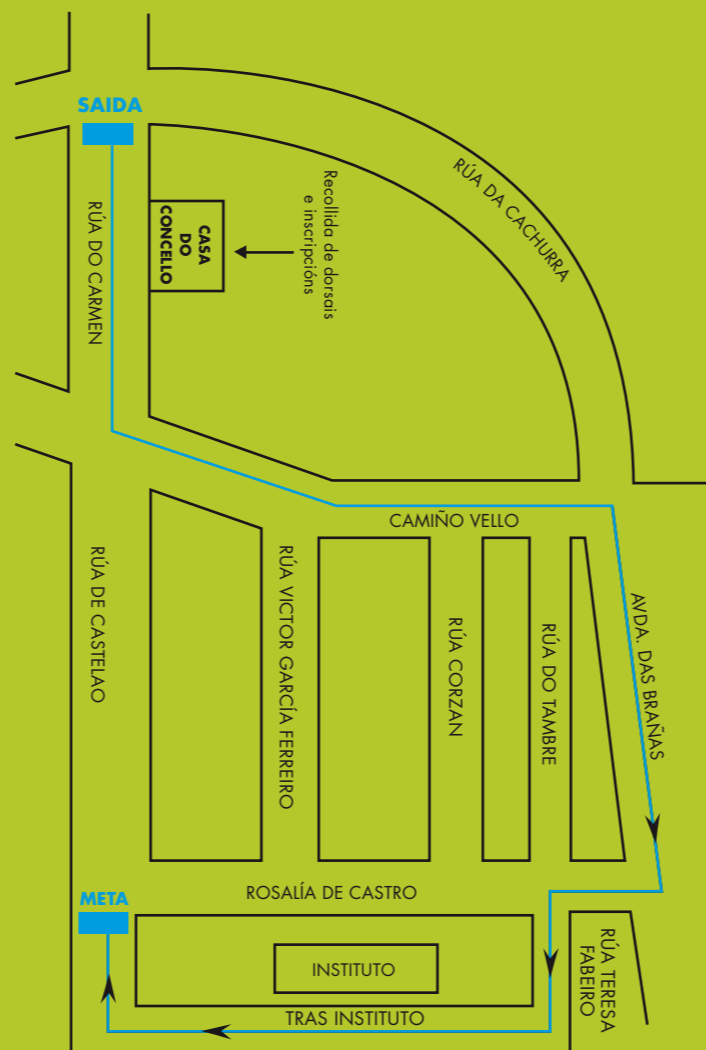 SAIDA
RÚA DA CACHURRA
Recollida de dorsais
e inscripcións
CASA
DO
CONCELLO
RÚA DO CARMEN
CAMIÑO VELLO
RÚA DE CASTELAO
RÚA VICTOR GARCÍA FERREIRO
RÚA CORZAN
RÚA DO TAMBRE
AVDA. DAS BRAÑAS
ROSALÍA DE CASTRO
META
INSTITUTO
RÚA TERESA
FABEIRO
TRAS INSTITUTO